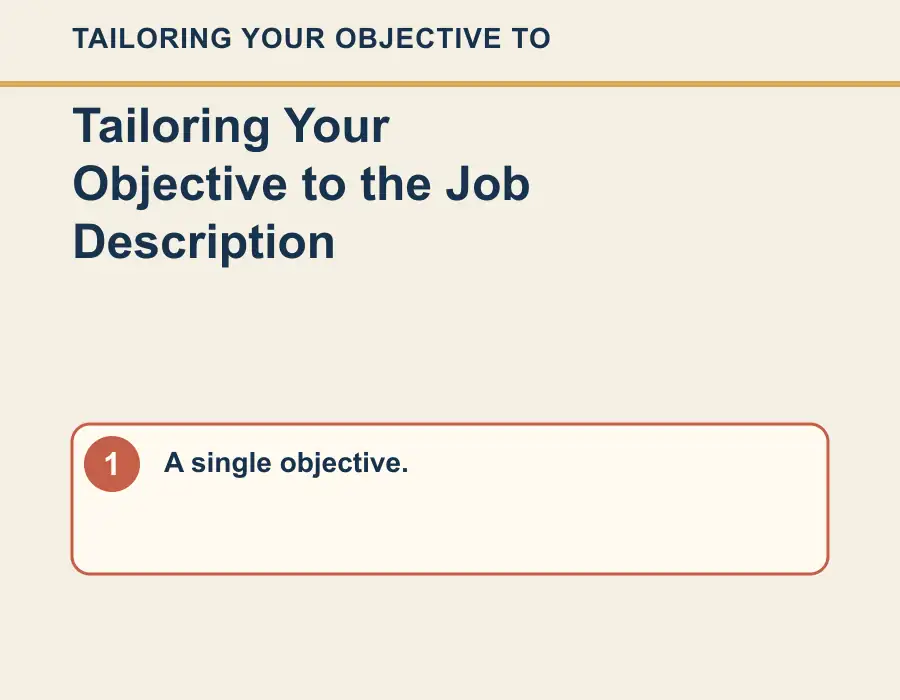 TAILORING YOUR OBJECTIVE TO
Tailoring Your
Objective to the Job
Description
1
A single objective.